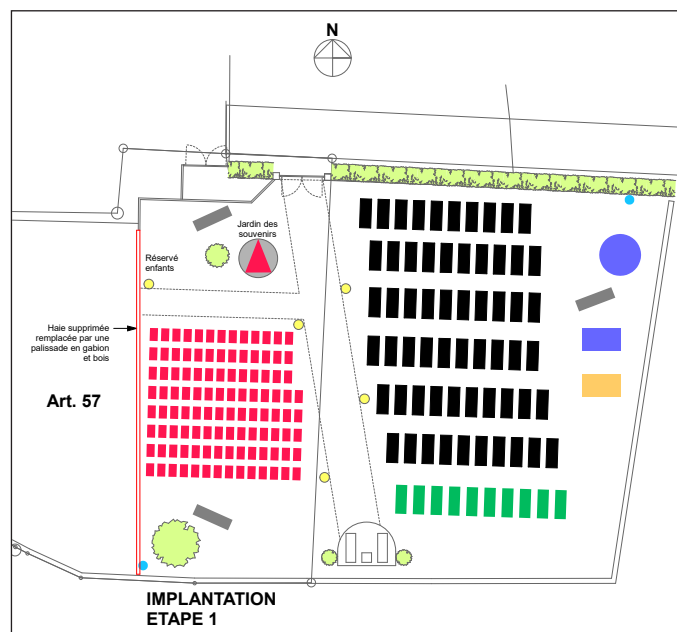 N
Jardin des
souvenirs
Réservé
enfants
Haie supprimée
remplacée par une
palissade en gabion
et bois
Art. 57
IMPLANTATION
ETAPE 1